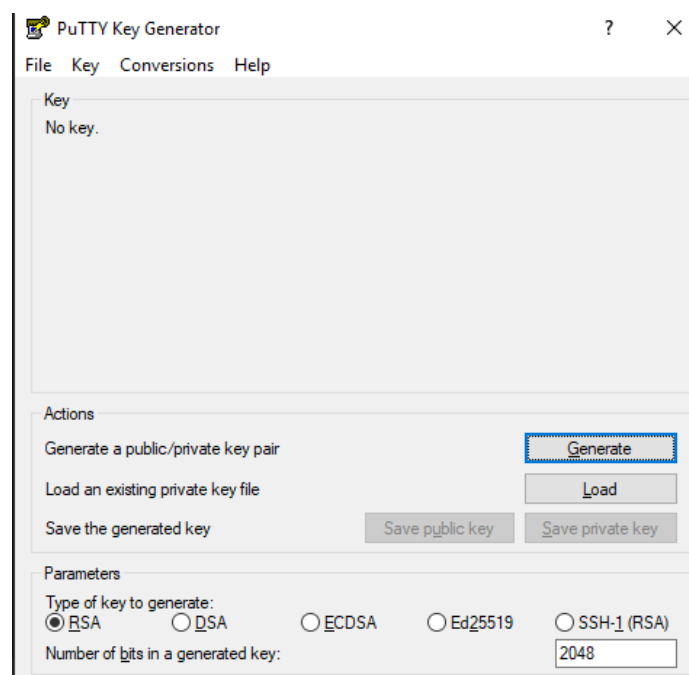 PuTTY Key Generator ? ×
File Key Conversions Help
Key
No key.
Actions
Generate a public/private key pair Generate
Load an existing private key file Load
Save the generated key Save public key Save private key
Parameters
Type of key to generate:
RSA DSA ECDSA Ed25519 SSH-1 (RSA)
Number of bits in a generated key: 2048